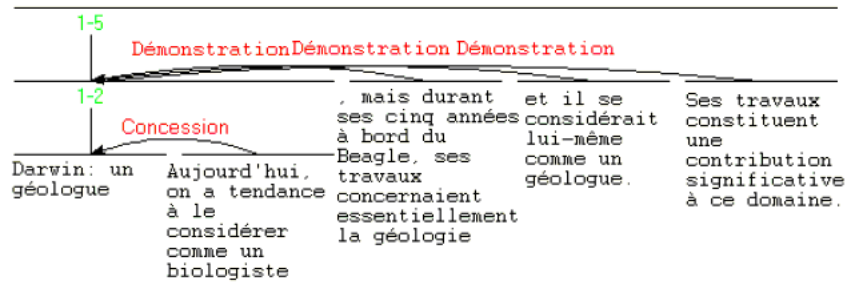 1-5
Démonstration Démonstration Démonstration
1-2
Concession
Darwin: un
géologue
Aujourd'hui,
on a tendance
à le
considérer
comme un
biologiste
, mais durant
ses cinq années
à bord du
Beagle, ses
travaux
concernaient
essentiellement
la géologie
et il se
considérait
lui-même
comme un
géologue.
Ses travaux
constituent
une
contribution
significative
à ce domaine.